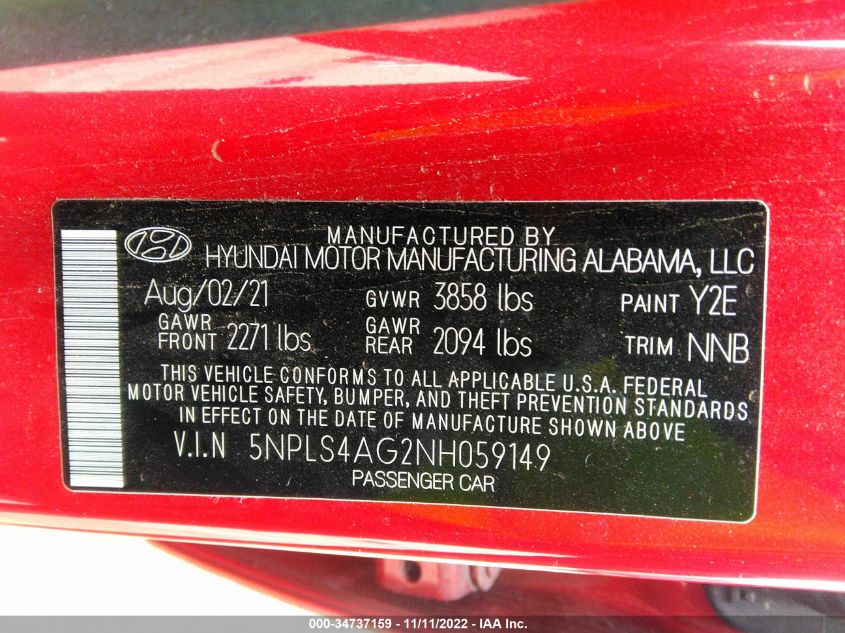 MANUFACTURED BY
HYUNDAI MOTOR MANUFACTURING ALABAMA, LLC
Aug/02/21 GVWR 3858 lbs PAINT Y2E
GAWR FRONT 2271 lbs GAWR REAR 2094 lbs TRIM NNB
THIS VEHICLE CONFORMS TO ALL APPLICABLE U.S.A. FEDERAL
MOTOR VEHICLE SAFETY, BUMPER, AND THEFT PREVENTION STANDARDS
IN EFFECT ON THE DATE OF MANUFACTURE SHOWN ABOVE.
V.I.N 5NPLS4AG2NH059149
PASSENGER CAR
000-34737159 - 11/11/2022 - IAA Inc.